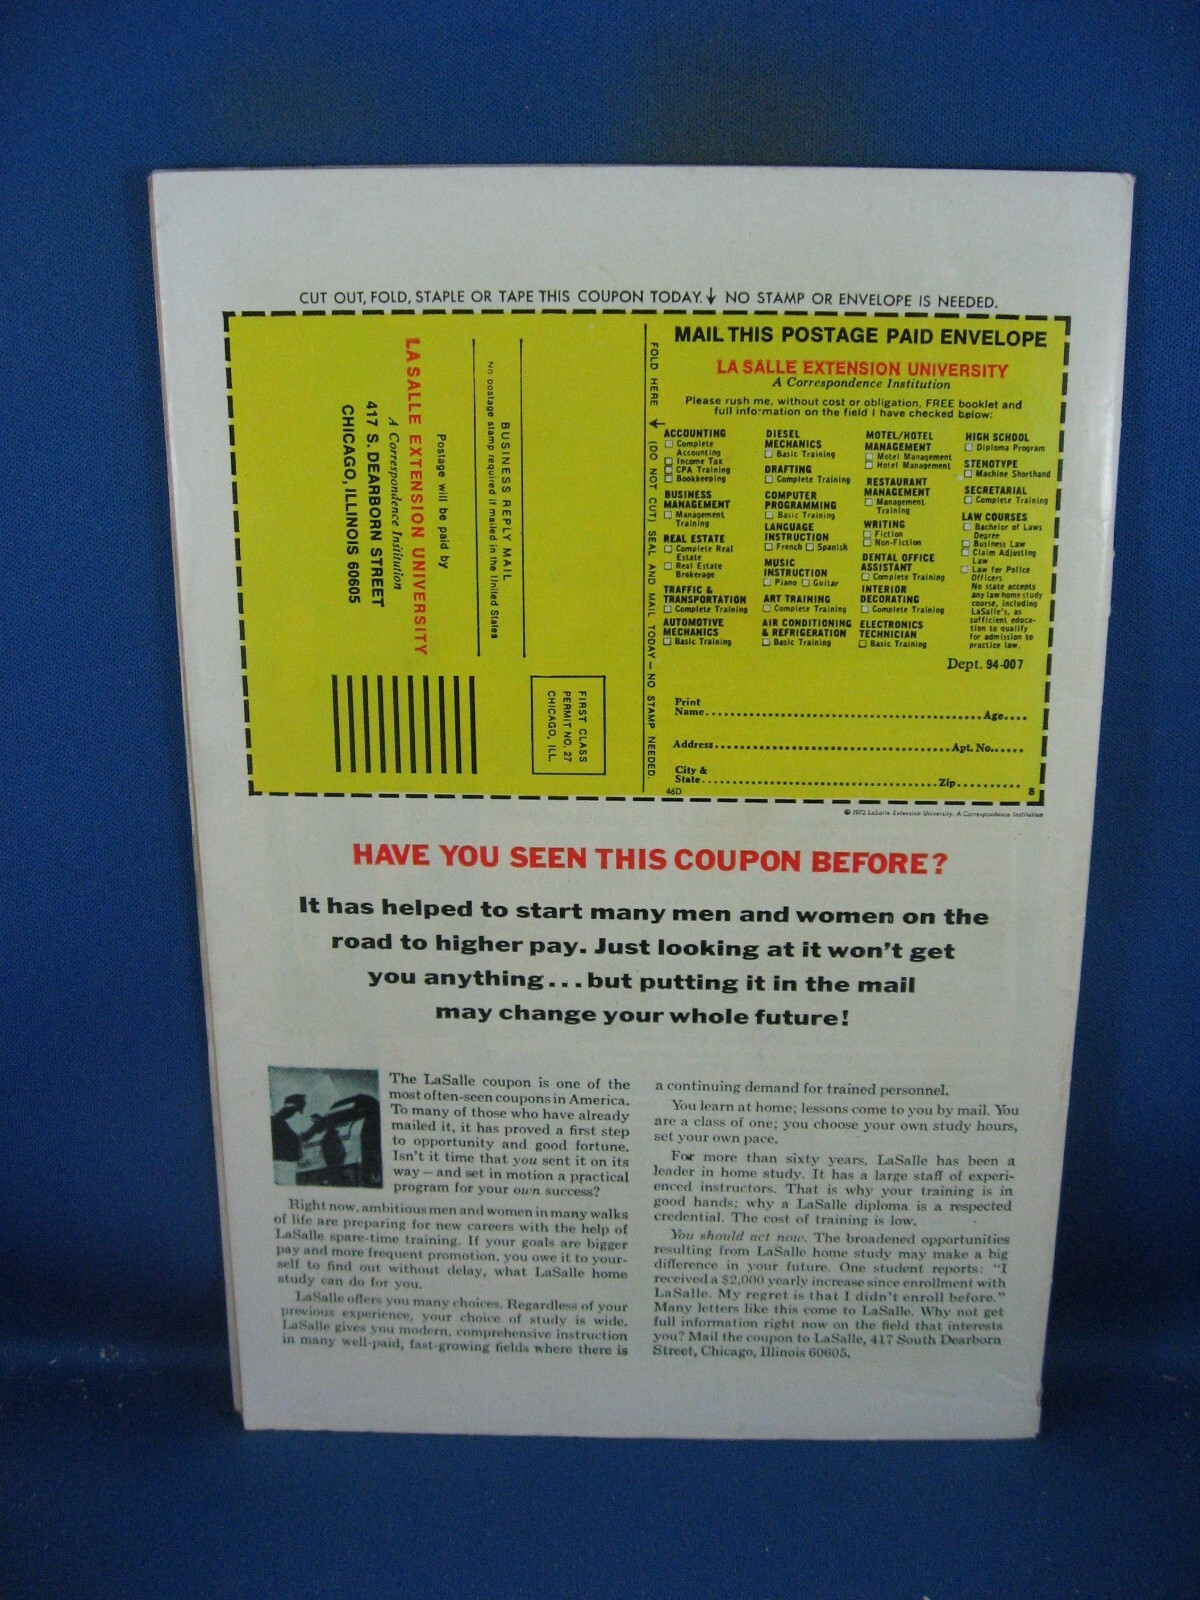 CUT OUT, FOLD, STAPLE OR TAPE THIS COUPON TODAY. ↓ NO STAMP OR ENVELOPE IS NEEDED.
LA SALLE EXTENSION UNIVERSITY
A Correspondence Institution
417 S. DEARBORN STREET
CHICAGO, ILLINOIS 60605
Postage will be paid by
BUSINESS REPLY MAIL
No postage stamp required if mailed in the United States
FIRST CLASS
PERMIT NO. 27
CHICAGO, ILL.
FOLD HERE ↓ (DO NOT CUT) SEAL AND MAIL TODAY — NO STAMP NEEDED.
MAIL THIS POSTAGE PAID ENVELOPE
LA SALLE EXTENSION UNIVERSITY
A Correspondence Institution
Please rush me, without cost or obligation, FREE booklet and
full information on the field I have checked below:
ACCOUNTING
☐ Complete
Accounting
☐ Income Tax
☐ CPA Training
☐ Bookkeeping
BUSINESS
MANAGEMENT
☐ Management
Training
REAL ESTATE
☐ Complete Real
Estate
☐ Real Estate
Brokerage
TRAFFIC &
TRANSPORTATION
☐ Complete Training
AUTOMOTIVE
MECHANICS
☐ Basic Training
DIESEL
MECHANICS
☐ Basic Training
DRAFTING
☐ Complete Training
COMPUTER
PROGRAMMING
☐ Basic Training
LANGUAGE
INSTRUCTION
☐ French ☐ Spanish
MUSIC
INSTRUCTION
☐ Piano ☐ Guitar
ART TRAINING
☐ Complete Training
AIR CONDITIONING
& REFRIGERATION
☐ Basic Training
MOTEL/HOTEL
MANAGEMENT
☐ Motel Management
☐ Hotel Management
RESTAURANT
MANAGEMENT
☐ Management
Training
WRITING
☐ Fiction
☐ Non-Fiction
DENTAL OFFICE
ASSISTANT
☐ Complete Training
INTERIOR
DECORATING
☐ Complete Training
ELECTRONICS
TECHNICIAN
☐ Basic Training
HIGH SCHOOL
☐ Diploma Program
STENOTYPE
☐ Machine Shorthand
SECRETARIAL
☐ Complete Training
LAW COURSES
☐ Bachelor of Laws
Degree
☐ Business Law
☐ Claim Adjusting
Law
☐ Law for Police
Officers
No state accepts
any law home study
course, including
LaSalle's, as
sufficient educa-
tion to qualify
for admission to
practice law.
Dept. 94-007
Print
Name Age
Address Apt. No.
City &
State Zip
46D 8
© 1972 LaSalle Extension University. A Correspondence Institution
HAVE YOU SEEN THIS COUPON BEFORE?
It has helped to start many men and women on the
road to higher pay. Just looking at it won't get
you anything...but putting it in the mail
may change your whole future!
The LaSalle coupon is one of the
most often-seen coupons in America.
To many of those who have already
mailed it, it has proved a first step
to opportunity and good fortune.
Isn't it time that you sent it on its
way—and set in motion a practical
program for your own success?
Right now, ambitious men and women in many walks
of life are preparing for new careers with the help of
LaSalle spare-time training. If your goals are bigger
pay and more frequent promotion, you owe it to your-
self to find out without delay, what LaSalle home
study can do for you.
LaSalle offers you many choices. Regardless of your
previous experience, your choice of study is wide.
LaSalle gives you modern, comprehensive instruction
in many well-paid, fast-growing fields where there is
a continuing demand for trained personnel.
You learn at home; lessons come to you by mail. You
are a class of one; you choose your own study hours,
set your own pace.
For more than sixty years, LaSalle has been a
leader in home study. It has a large staff of experi-
enced instructors. That is why your training is in
good hands; why a LaSalle diploma is a respected
credential. The cost of training is low.
You should act now. The broadened opportunities
resulting from LaSalle home study may make a big
difference in your future. One student reports: "I
received a $2,000 yearly increase since enrollment with
LaSalle. My regret is that I didn't enroll before."
Many letters like this come to LaSalle. Why not get
full information right now on the field that interests
you? Mail the coupon to LaSalle, 417 South Dearborn
Street, Chicago, Illinois 60605.